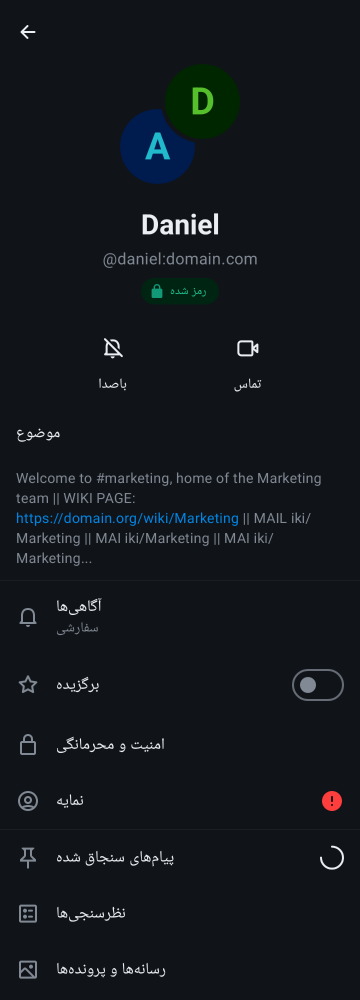 D
A
Daniel
@daniel:domain.com
رمز شده
باصدا
تماس
موضوع
Welcome to #marketing, home of the Marketing
team || WIKI PAGE:
https://domain.org/wiki/Marketing || MAIL iki/
Marketing || MAI iki/Marketing || MAI iki/
Marketing...
آگاهی‌ها
سفارشی
برگزیده
امنیت و محرمانگی
نمایه
پیام‌های سنجاق شده
نظرسنجی‌ها
رسانه‌ها و پرونده‌ها